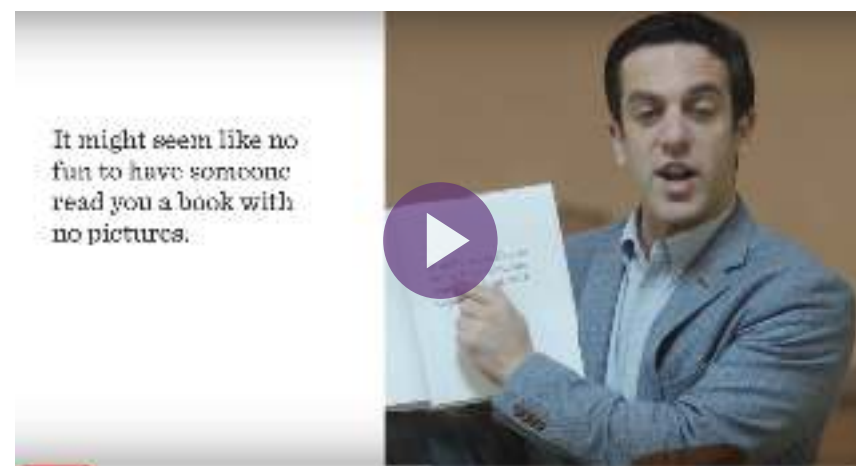 It might seem like no
fun to have someone
read you a book with
no pictures.